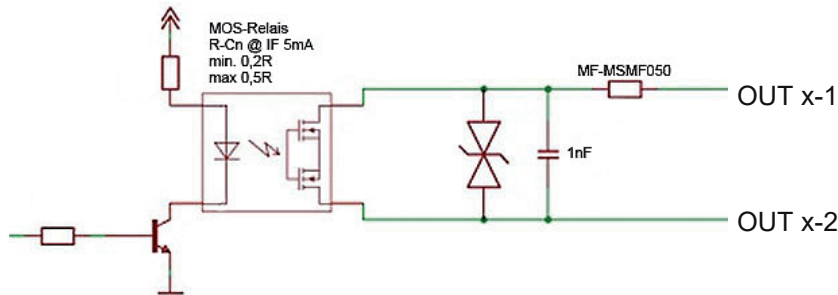 MOS-Relais
R-Cn @ IF 5mA
min. 0,2R
max 0,5R
MF-MSMF050
OUT x-1
1nF
OUT x-2